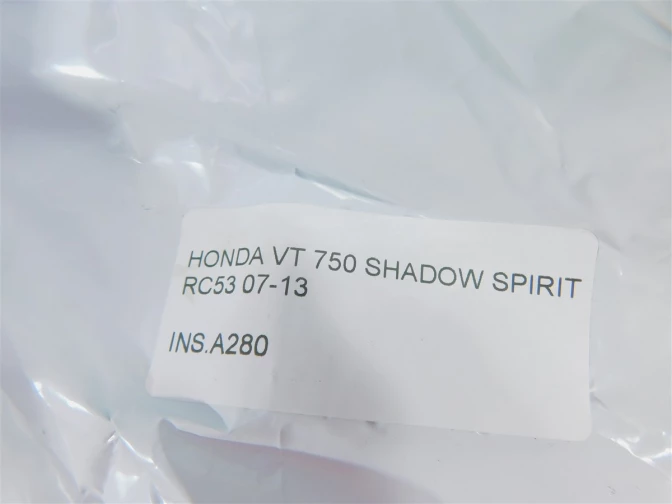 HONDA VT 750 SHADOW SPIRIT
RC53 07-13
INS.A280